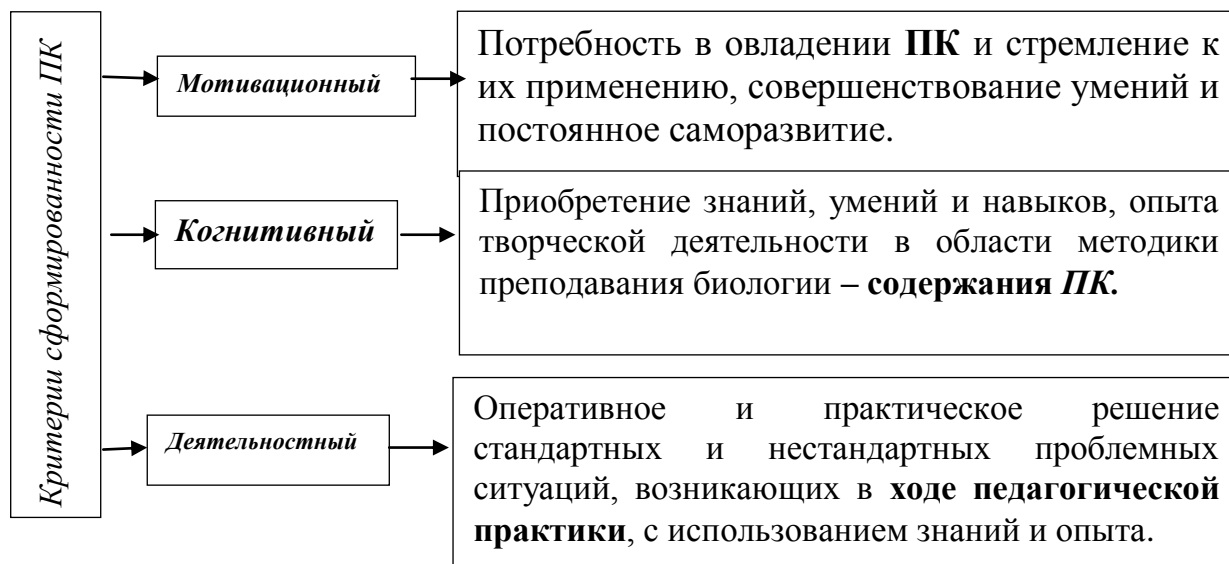 Критерии сформированности ПК
Мотивационный
Потребность в овладении ПК и стремление к
их применению, совершенствование умений и
постоянное саморазвитие.
Когнитивный
Приобретение знаний, умений и навыков, опыта
творческой деятельности в области методики
преподавания биологии – содержания ПК.
Деятельностный
Оперативное и практическое решение
стандартных и нестандартных проблемных
ситуаций, возникающих в ходе педагогической
практики, с использованием знаний и опыта.